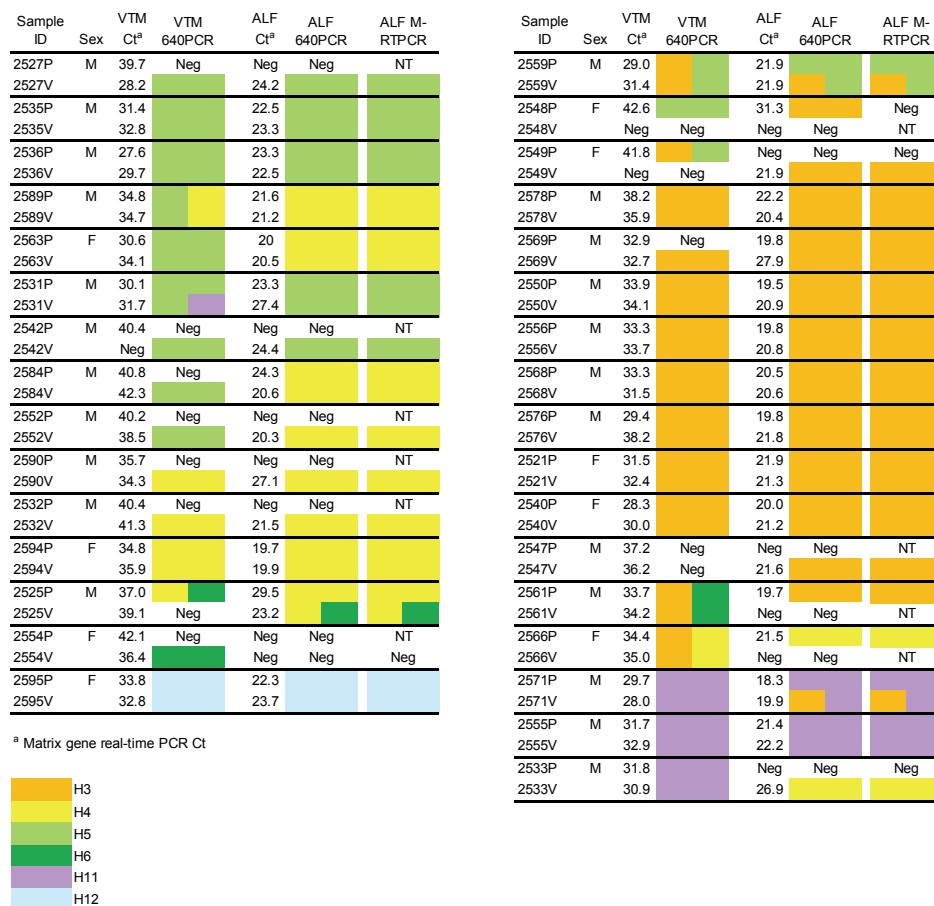 Sample ID Sex VTM Ctᵃ VTM 640PCR ALF Ctᵃ ALF 640PCR ALF M-RTPCR
2527P M 39.7 Neg Neg Neg NT
2527V 28.2 24.2
2535P M 31.4 22.5
2535V 32.8 23.3
2536P M 27.6 23.3
2536V 29.7 22.5
2589P M 34.8 21.6
2589V 34.7 21.2
2563P F 30.6 20
2563V 34.1 20.5
2531P M 30.1 23.3
2531V 31.7 27.4
2542P M 40.4 Neg Neg Neg NT
2542V Neg 24.4
2584P M 40.8 Neg 24.3
2584V 42.3 20.6
2552P M 40.2 Neg Neg Neg NT
2552V 38.5 20.3
2590P M 35.7 Neg Neg Neg NT
2590V 34.3 27.1
2532P M 40.4 Neg Neg Neg NT
2532V 41.3 21.5
2594P F 34.8 19.7
2594V 35.9 19.9
2525P M 37.0 29.5
2525V 39.1 Neg 23.2
2554P F 42.1 Neg Neg Neg NT
2554V 36.4 Neg Neg Neg
2595P F 33.8 22.3
2595V 32.8 23.7
ᵃ Matrix gene real-time PCR Ct
H3
H4
H5
H6
H11
H12
Sample ID Sex VTM Ctᵃ VTM 640PCR ALF Ctᵃ ALF 640PCR ALF M-RTPCR
2559P M 29.0 21.9
2559V 31.4 21.9
2548P F 42.6 31.3 Neg
2548V Neg Neg Neg Neg NT
2549P F 41.8 Neg Neg Neg
2549V Neg Neg 21.9
2578P M 38.2 22.2
2578V 35.9 20.4
2569P M 32.9 Neg 19.8
2569V 32.7 27.9
2550P M 33.9 19.5
2550V 34.1 20.9
2556P M 33.3 19.8
2556V 33.7 20.8
2568P M 33.3 20.5
2568V 31.5 20.6
2576P M 29.4 19.8
2576V 38.2 21.8
2521P F 31.5 21.9
2521V 32.4 21.3
2540P F 28.3 20.0
2540V 30.0 21.2
2547P M 37.2 Neg Neg Neg NT
2547V 36.2 Neg 21.6
2561P M 33.7 19.7
2561V 34.2 Neg Neg NT
2566P F 34.4 21.5
2566V 35.0 Neg Neg NT
2571P M 29.7 18.3
2571V 28.0 19.9
2555P M 31.7 21.4
2555V 32.9 22.2
2533P M 31.8 Neg Neg Neg
2533V 30.9 26.9